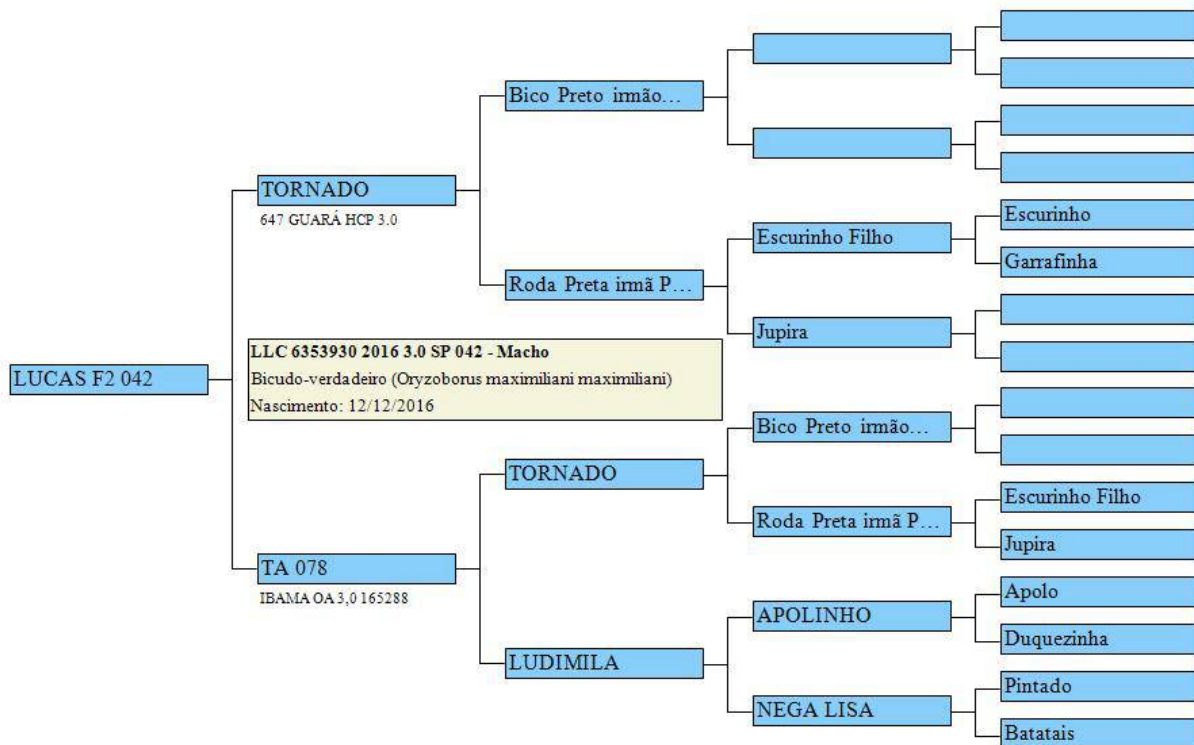 LUCAS F2 042
TORNADO
647 GUARÁ HCP 3.0
LLC 6353930 2016 3.0 SP 042 - Macho
Bicudo-verdadeiro (Oryzoborus maximiliani maximiliani)
Nascimento: 12/12/2016
TA 078
IBAMA OA 3,0 165288
Bico Preto irmão...
Roda Preta irmã P...
TORNADO
LUDIMILA
Escurinho Filho
Jupira
Bico Preto irmão...
Roda Preta irmã P...
APOLINHO
NEGA LISA
Escurinho
Garrafinha
Escurinho Filho
Jupira
Apolo
Duquezinha
Pintado
Batatais